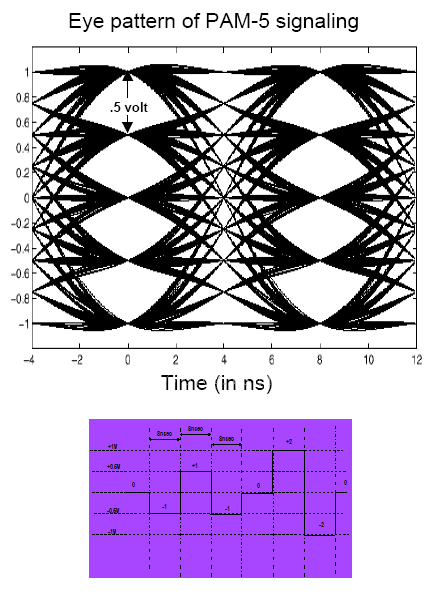 Eye pattern of PAM-5 signaling
1
0.8
0.6
0.4
0.2
0
-0.2
-0.4
-0.6
-0.8
-1
.5 volt
-4
-2
0
2
4
6
8
10
12
Time (in ns)
8nsec
8nsec
8nsec
+1V
+2
+0.5V
+1
0
0
0
-0.5V
-1
-1
-1V
-2